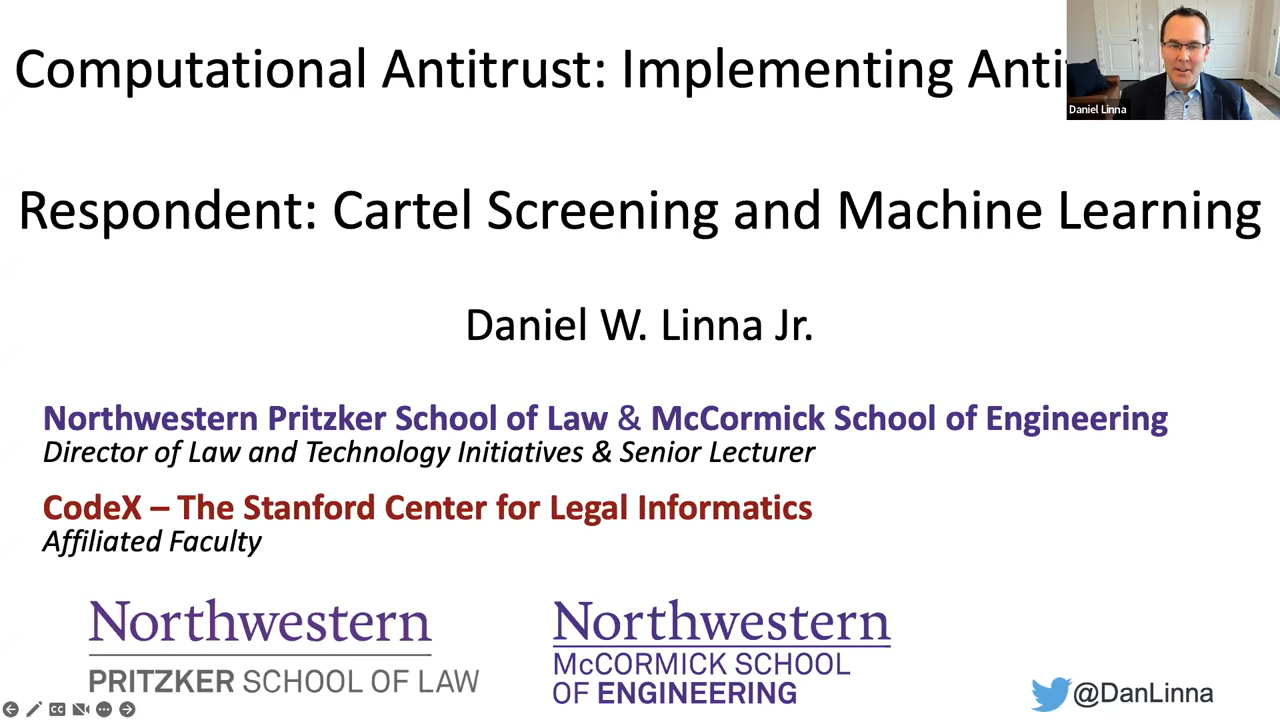 Computational Antitrust: Implementing
Daniel Linna
Respondent: Cartel Screening and Machine Learning
Daniel W. Linna Jr.
Northwestern Pritzker School of Law & McCormick School of Engineering
Director of Law and Technology Initiatives & Senior Lecturer
CodeX – The Stanford Center for Legal Informatics
Affiliated Faculty
Northwestern
PRITZKER SCHOOL OF LAW
Northwestern
McCORMICK SCHOOL
OF ENGINEERING
@DanLinna
CC